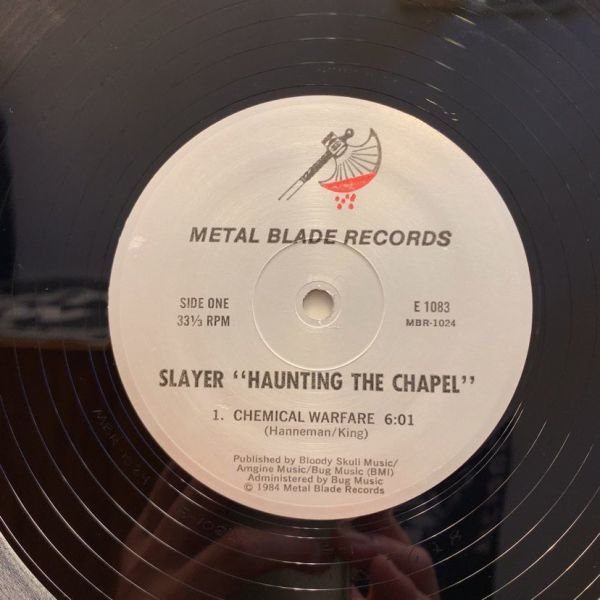 METAL BLADE RECORDS
SIDE ONE
33⅓ RPM
E 1083
MBR-1024
SLAYER "HAUNTING THE CHAPEL"
1. CHEMICAL WARFARE 6:01
(Hanneman/King)
Published by Bloody Skull Music/
Amgine Music/Bug Music (BMI)
Administered by Bug Music
© 1984 Metal Blade Records
MBR-1024